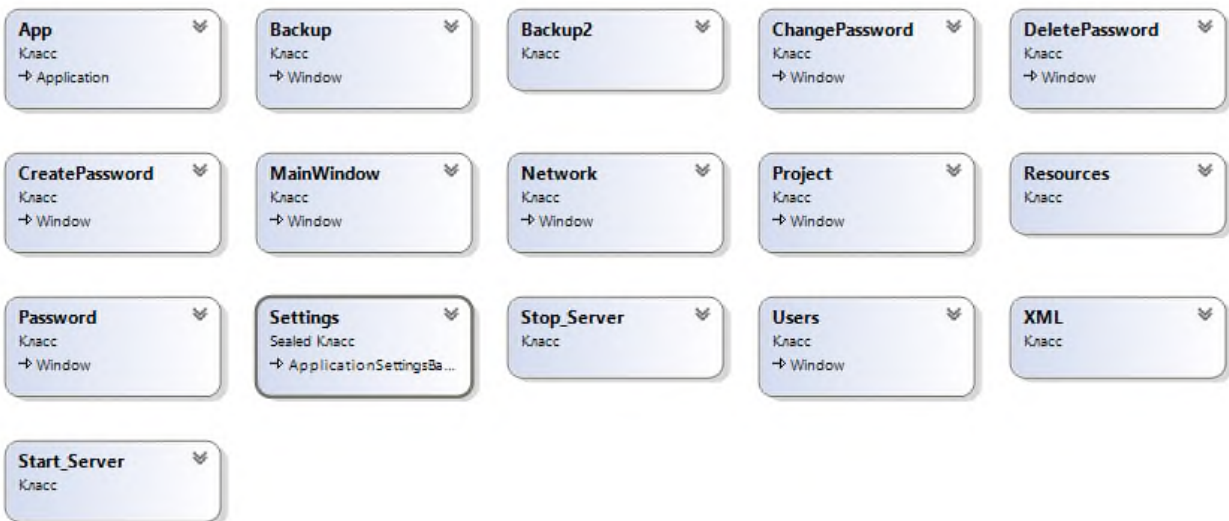 App
Класс
Application
Backup
Класс
Window
Backup2
Класс
ChangePassword
Класс
Window
DeletePassword
Класс
Window
CreatePassword
Класс
Window
MainWindow
Класс
Window
Network
Класс
Window
Project
Класс
Window
Resources
Класс
Password
Класс
Window
Settings
Sealed Класс
ApplicationSettingsBa...
Stop_Server
Класс
Users
Класс
Window
XML
Класс
Start_Server
Класс